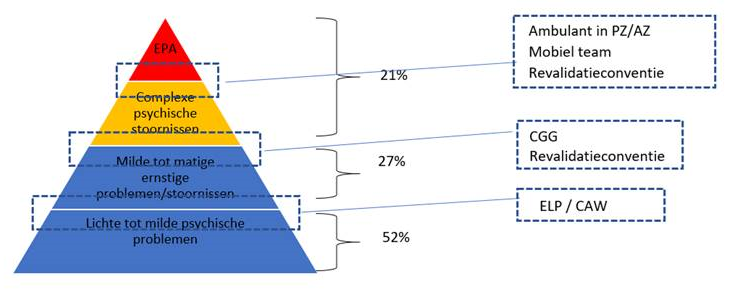 EPA
Complexe
psychische
stoornissen
Milde tot matige
ernstige
problemen/stoornissen
Lichte tot milde psychische
problemen
21%
27%
52%
Ambulant in PZ/AZ
Mobiel team
Revalidatieconventie
CGG
Revalidatieconventie
ELP / CAW